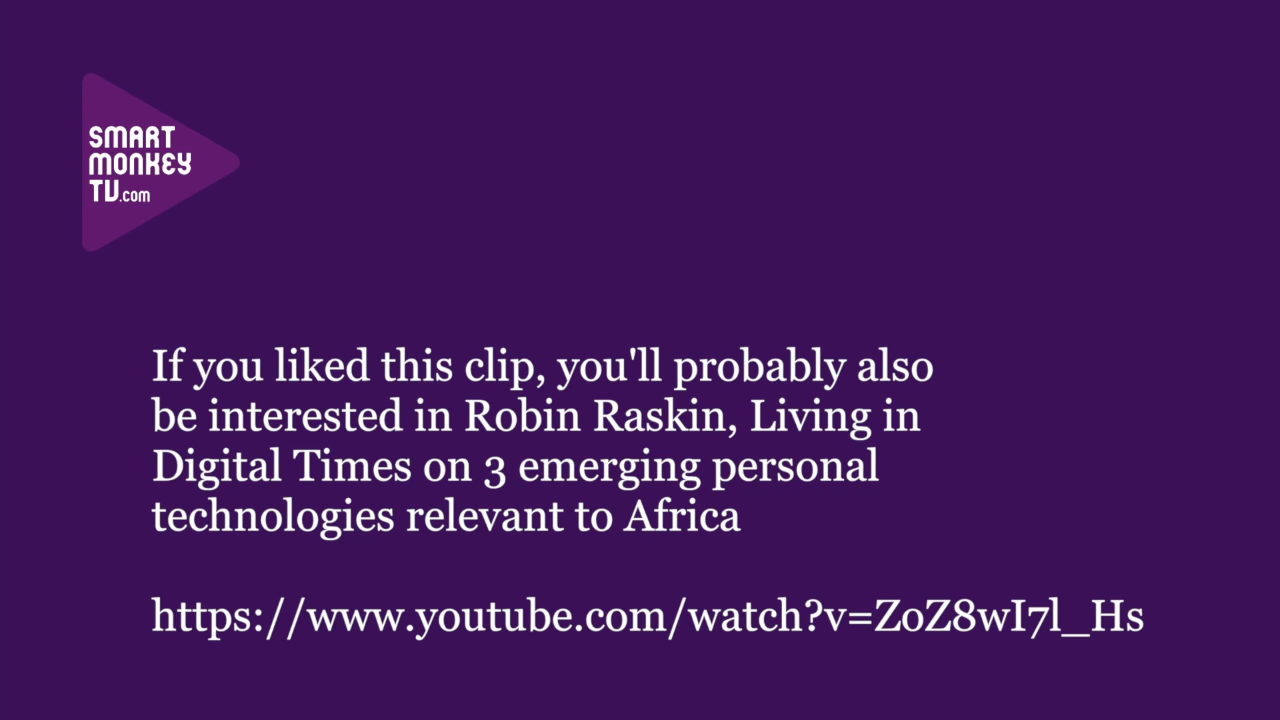 SMART
MONKEY
TV.com
If you liked this clip, you'll probably also
be interested in Robin Raskin, Living in
Digital Times on 3 emerging personal
technologies relevant to Africa
https://www.youtube.com/watch?v=ZoZ8wI7l_Hs